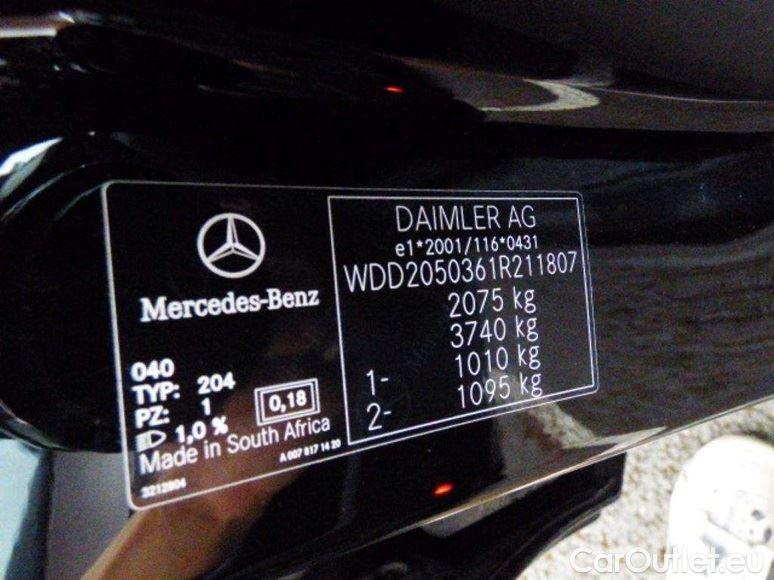 Mercedes-Benz
040
TYP: 204
PZ: 1
0,18
1,0 %
Made in South Africa
A 007 817 14 20
3212804
DAIMLER AG
e1*2001/116*0431
WDD2050361R211807
2075 kg
3740 kg
1- 1010 kg
2- 1095 kg
CarOutlet.eu